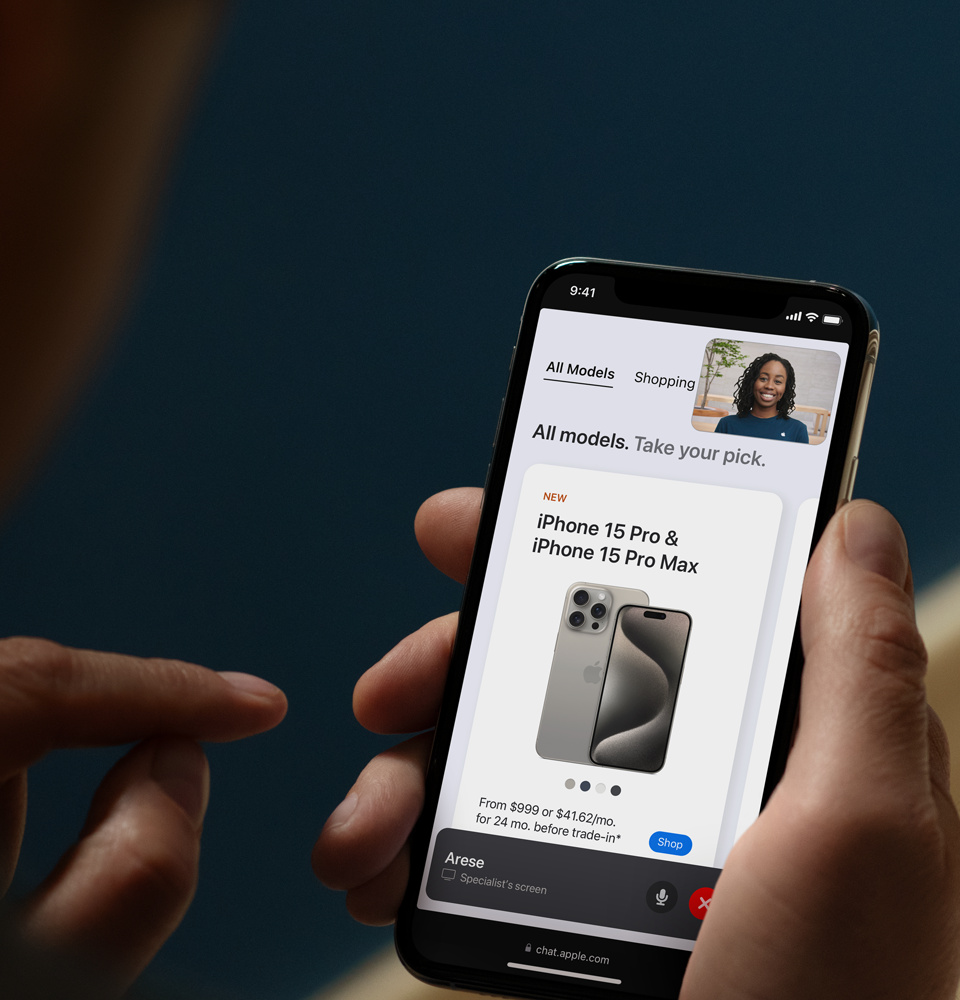 9:41
All Models Shopping
All models. Take your pick.
NEW
iPhone 15 Pro &
iPhone 15 Pro Max
From $999 or $41.62/mo.
for 24 mo. before trade-in*
Shop
Arese
Specialist's screen
chat.apple.com